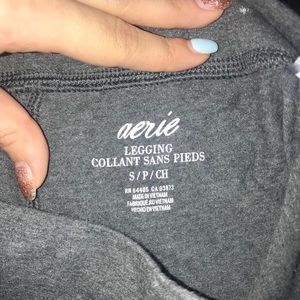 aerie
LEGGING
COLLANT SANS PIEDS
S/P/CH
RN 54485 CA 03873
MADE IN VIETNAM
FABRIQUÉ AU VIETNAM
HECHO EN VIETNAM